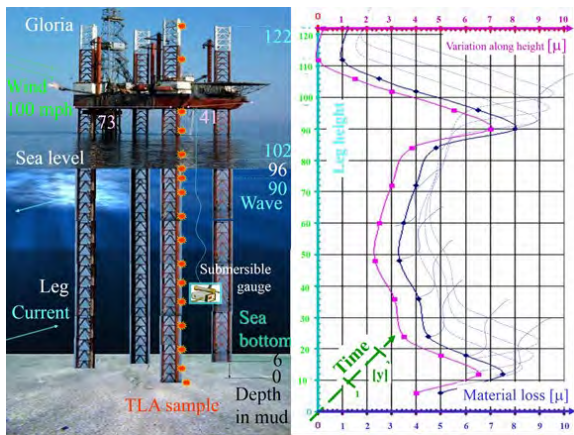 Gloria
122
Wind
100 mph
73
41
Sea level
102
96
90
Wave
Submersible
gauge
Leg
Current
Sea
bottom
6
0
Depth
in mud
TLA sample
0
0 1 2 3 4 5 6 7 8 9 10
Variation along height [μ]
120
110
100
90
80
70
60
50
40
30
20
10
Leg height
Time
[y]
1
Material loss [μ]
0 0 1 2 3 4 5 6 7 8 9 10